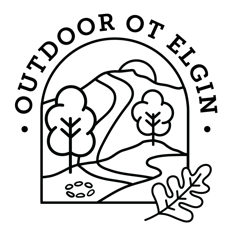 • OUTDOOR OT ELGIN •